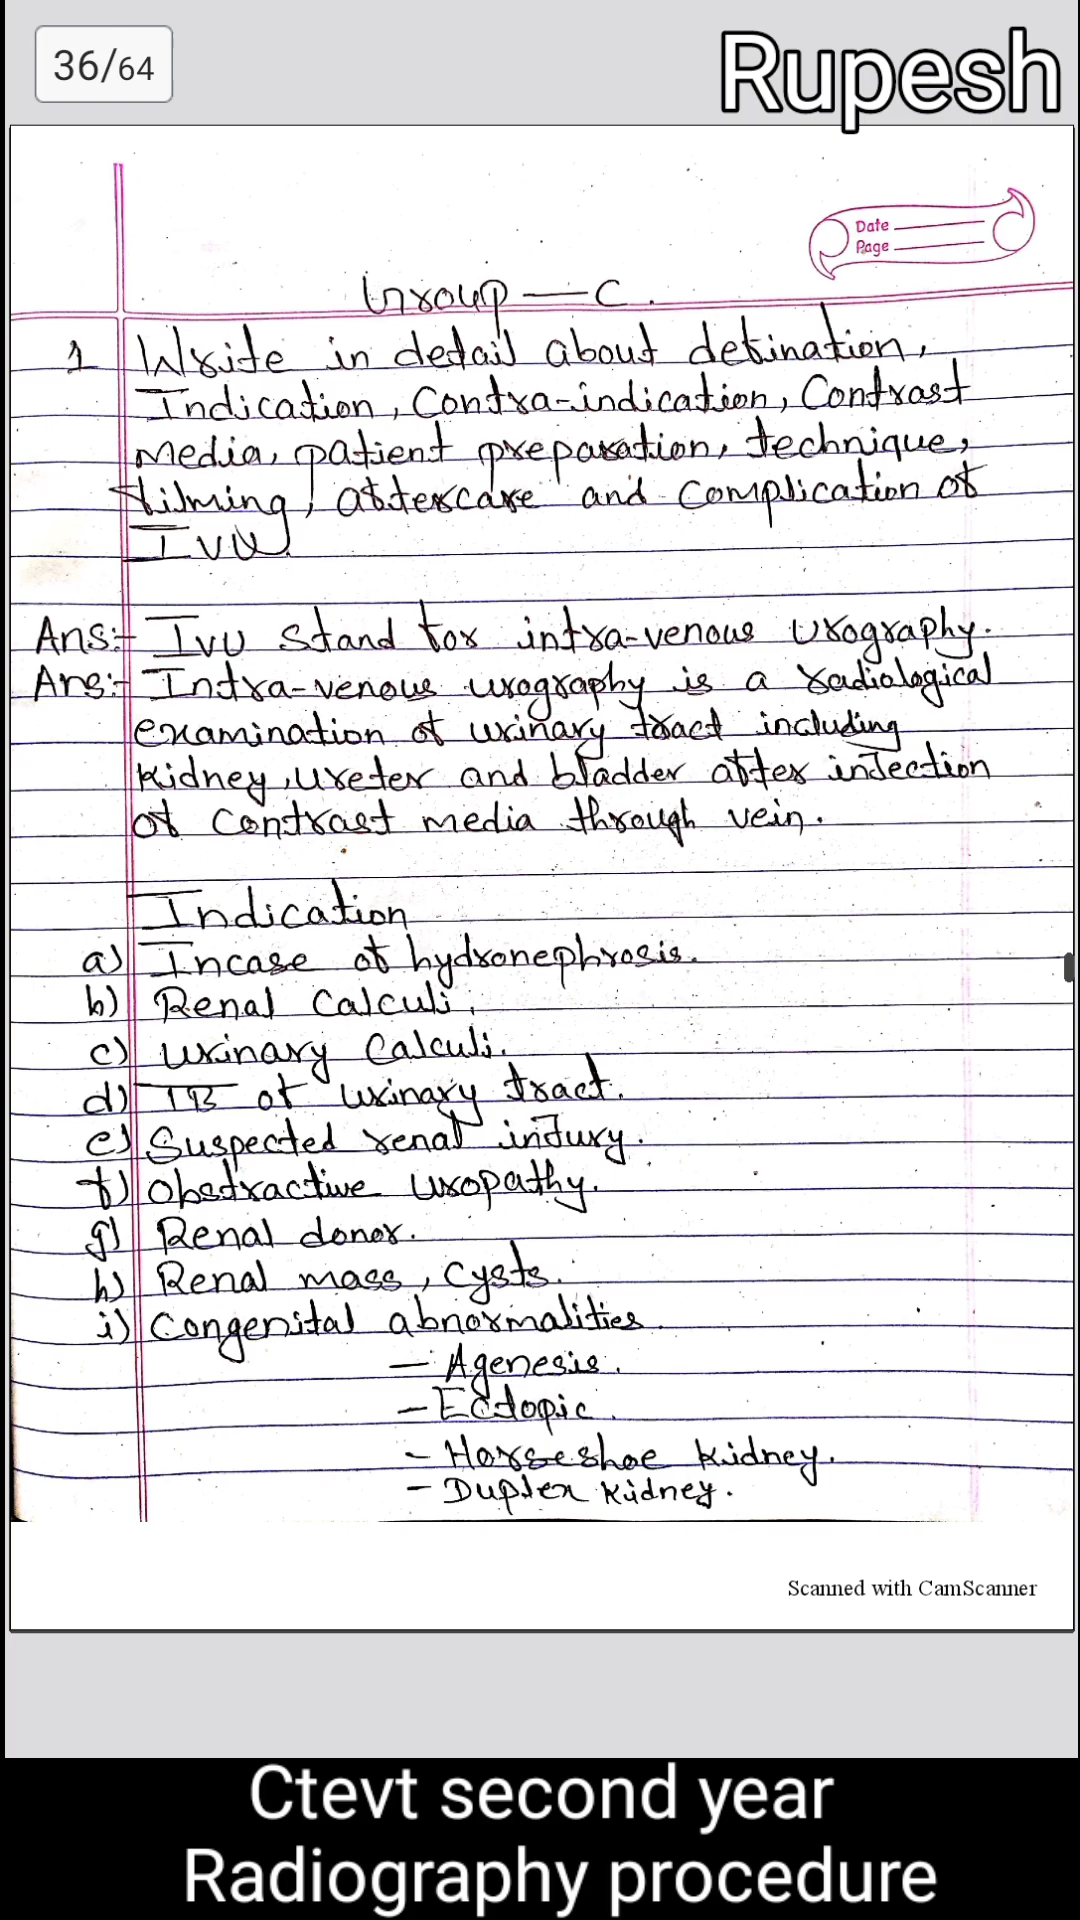 36/64
Rupesh
Date
Page
Group - C.
1 Write in detail about defination,
Indication, Contra-indication, Contrast
Media, patient preparation, technique,
filming, aftercare and complication of
IVU.
Ans:- IVU stand for intra-venous Urography.
Ans:- Intra-venous urography is a radiological
examination of urinary tract including
kidney, ureter and bladder after injection
of contrast media through vein.
Indication
a) Incase of hydronephrosis.
b) Renal Calculi.
c) urinary Calculi.
d) TB of urinary tract.
e) Suspected renal injury.
f) Obstractive uropathy.
g) Renal donor.
h) Renal mass, cysts.
i) Congenital abnormalities.
- Agenesis.
- Ectopic.
- Horseshoe kidney.
- Duplex kidney.
Scanned with CamScanner
Ctevt second year
Radiography procedure